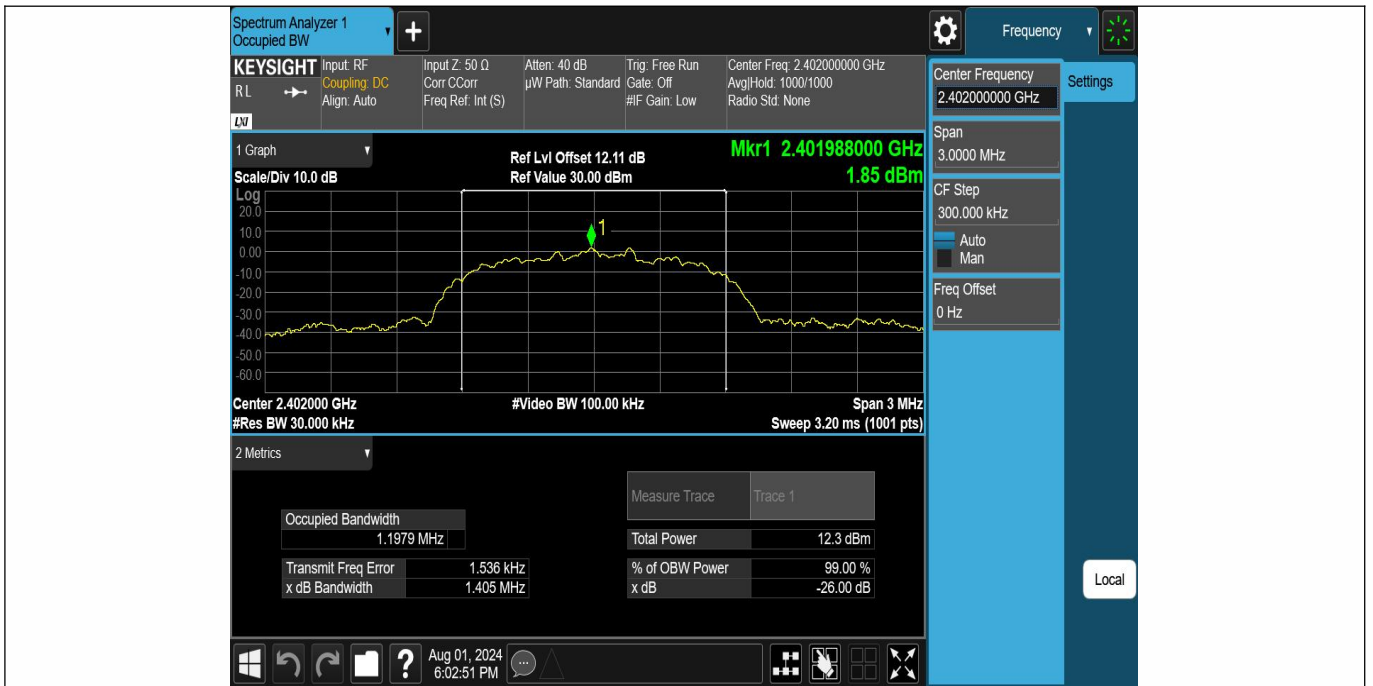 Spectrum Analyzer 1
Occupied BW
+
Frequency
KEYSIGHT
RL
LXI
Input: RF
Coupling: DC
Align: Auto
Input Z: 50 Ω
Corr CCorr
Freq Ref: Int (S)
Atten: 40 dB
µW Path: Standard
Trig: Free Run
Gate: Off
#IF Gain: Low
Center Freq: 2.402000000 GHz
Avg|Hold: 1000/1000
Radio Std: None
Center Frequency
2.402000000 GHz
Settings
Span
3.0000 MHz
CF Step
300.000 kHz
Auto
Man
Freq Offset
0 Hz
Local
1 Graph
Scale/Div 10.0 dB
Ref Lvl Offset 12.11 dB
Ref Value 30.00 dBm
Mkr1 2.401988000 GHz
1.85 dBm
Log
20.0
10.0
0.00
-10.0
-20.0
-30.0
-40.0
-50.0
-60.0
1
Center 2.402000 GHz
#Video BW 100.00 kHz
Span 3 MHz
#Res BW 30.000 kHz
Sweep 3.20 ms (1001 pts)
2 Metrics
Measure Trace Trace 1
Occupied Bandwidth
1.1979 MHz
Total Power 12.3 dBm
Transmit Freq Error 1.536 kHz
% of OBW Power 99.00 %
x dB Bandwidth 1.405 MHz
x dB -26.00 dB
?
Aug 01, 2024
6:02:51 PM